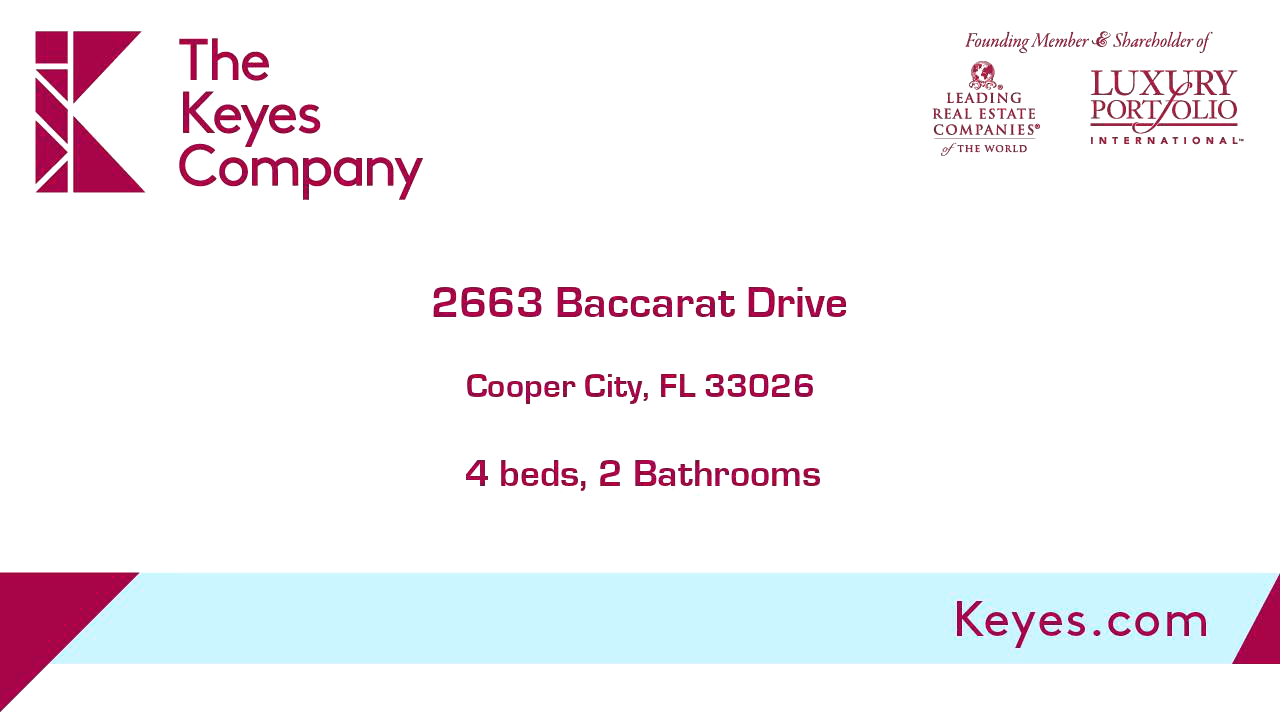 The
Keyes
Company
Founding Member & Shareholder of
LEADING
REAL ESTATE
COMPANIES®
of THE WORLD
LUXURY
PORTFOLIO
INTERNATIONAL™
2663 Baccarat Drive
Cooper City, FL 33026
4 beds, 2 Bathrooms
Keyes.com